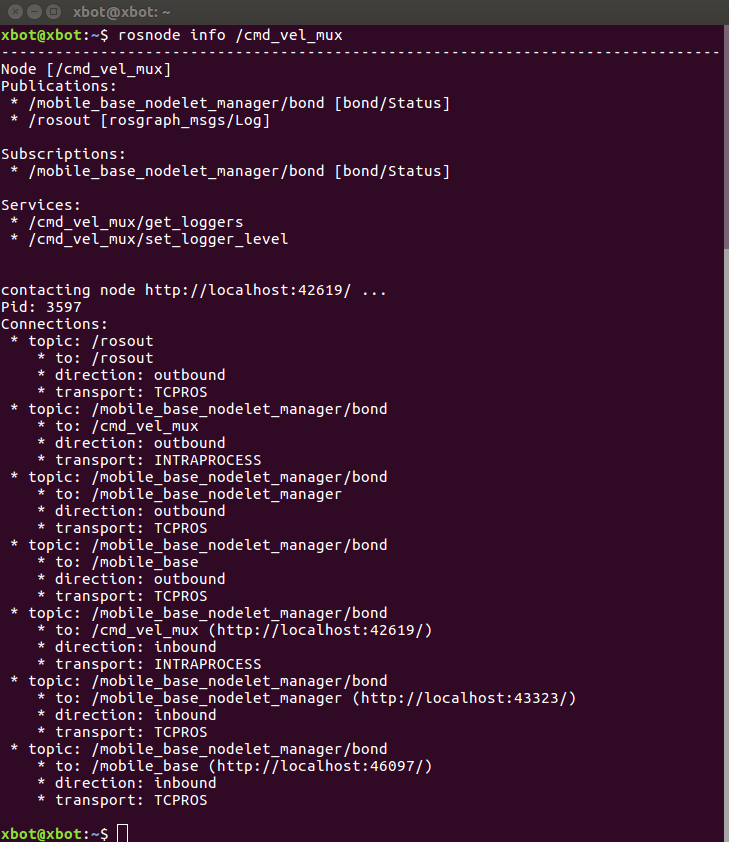 xbot@xbot: ~
xbot@xbot:~$ rosnode info /cmd_vel_mux
--------------------------------------------------------------------------------
Node [/cmd_vel_mux]
Publications:
 * /mobile_base_nodelet_manager/bond [bond/Status]
 * /rosout [rosgraph_msgs/Log]

Subscriptions:
 * /mobile_base_nodelet_manager/bond [bond/Status]

Services:
 * /cmd_vel_mux/get_loggers
 * /cmd_vel_mux/set_logger_level


contacting node http://localhost:42619/ ...
Pid: 3597
Connections:
 * topic: /rosout
    * to: /rosout
    * direction: outbound
    * transport: TCPROS
 * topic: /mobile_base_nodelet_manager/bond
    * to: /cmd_vel_mux
    * direction: outbound
    * transport: INTRAPROCESS
 * topic: /mobile_base_nodelet_manager/bond
    * to: /mobile_base_nodelet_manager
    * direction: outbound
    * transport: TCPROS
 * topic: /mobile_base_nodelet_manager/bond
    * to: /mobile_base
    * direction: outbound
    * transport: TCPROS
 * topic: /mobile_base_nodelet_manager/bond
    * to: /cmd_vel_mux (http://localhost:42619/)
    * direction: inbound
    * transport: INTRAPROCESS
 * topic: /mobile_base_nodelet_manager/bond
    * to: /mobile_base_nodelet_manager (http://localhost:43323/)
    * direction: inbound
    * transport: TCPROS
 * topic: /mobile_base_nodelet_manager/bond
    * to: /mobile_base (http://localhost:46097/)
    * direction: inbound
    * transport: TCPROS

xbot@xbot:~$